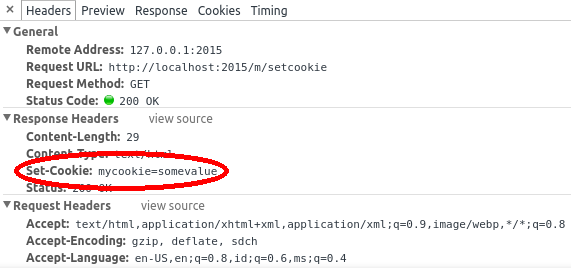 × Headers Preview Response Cookies Timing
▼General
Remote Address: 127.0.0.1:2015
Request URL: http://localhost:2015/m/setcookie
Request Method: GET
Status Code: 200 OK
▼Response Headers view source
Content-Length: 29
Content-Type: text/html
Set-Cookie: mycookie=somevalue
Status: 200 OK
▼Request Headers view source
Accept: text/html,application/xhtml+xml,application/xml;q=0.9,image/webp,*/*;q=0.8
Accept-Encoding: gzip, deflate, sdch
Accept-Language: en-US,en;q=0.8,id;q=0.6,ms;q=0.4